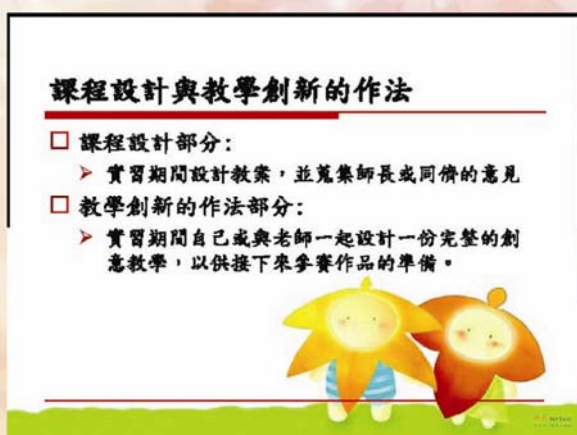 課程設計與教學創新的作法
課程設計部分:
實習期間設計教案，並蒐集師長或同儕的意見
教學創新的作法部分:
實習期間自己或與老師一起設計一份完整的創
意教學，以供接下來參賽作品的準備。